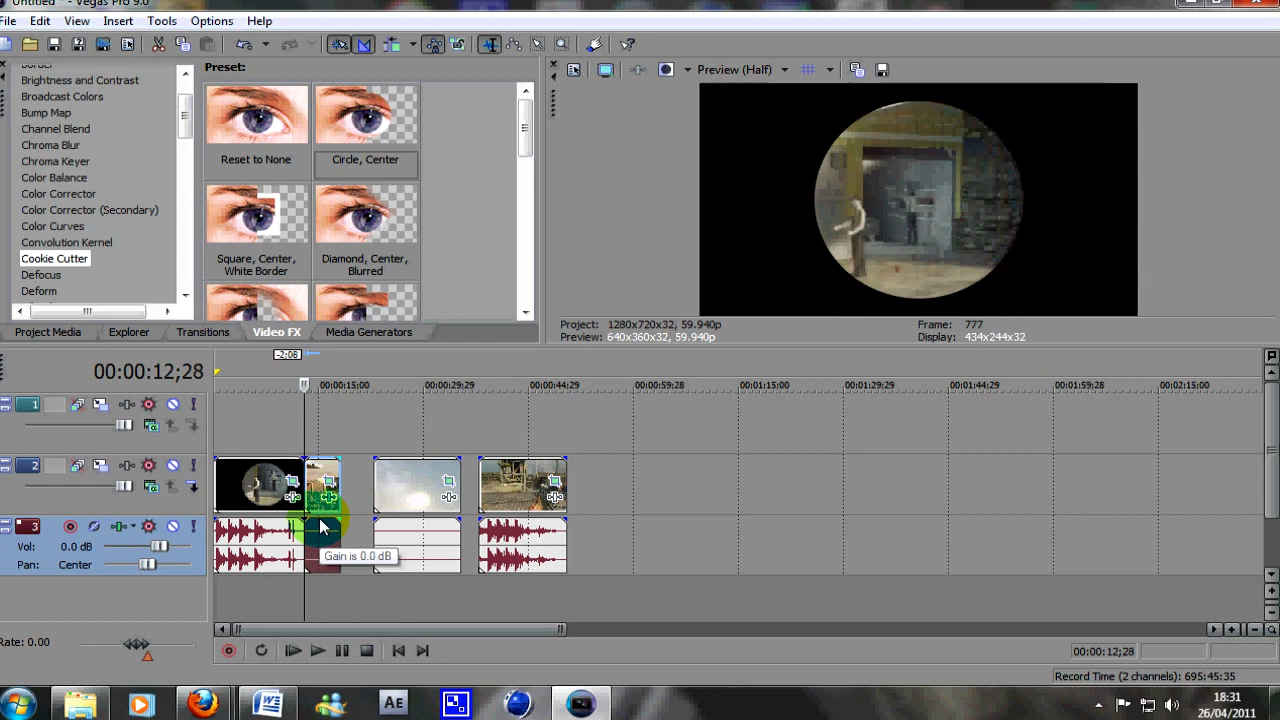 Untitled * - Vegas Pro 9.0
File Edit View Insert Tools Options Help
Border
Brightness and Contrast
Broadcast Colors
Bump Map
Channel Blend
Chroma Blur
Chroma Keyer
Color Balance
Color Corrector
Color Corrector (Secondary)
Color Curves
Convolution Kernel
Cookie Cutter
Defocus
Deform
Preset:
Reset to None
Circle, Center
Square, Center,
White Border
Diamond, Center,
Blurred
Project Media Explorer Transitions Video FX Media Generators
Preview (Half)
Project: 1280x720x32, 59.940p
Preview: 640x360x32, 59.940p
Frame: 777
Display: 434x244x32
-2:08
00:00:12;28
00:00:15;00 00:00:29;29 00:00:44;29 00:00:59;28 00:01:15;00 00:01:29;29 00:01:44;29 00:01:59;28 00:02:15;00
1
2
3
Vol: 0.0 dB
Pan: Center
Gain is 0.0 dB
Rate: 0.00
00:00:12;28
Record Time (2 channels): 695:45:35
Ae
18:31
26/04/2011